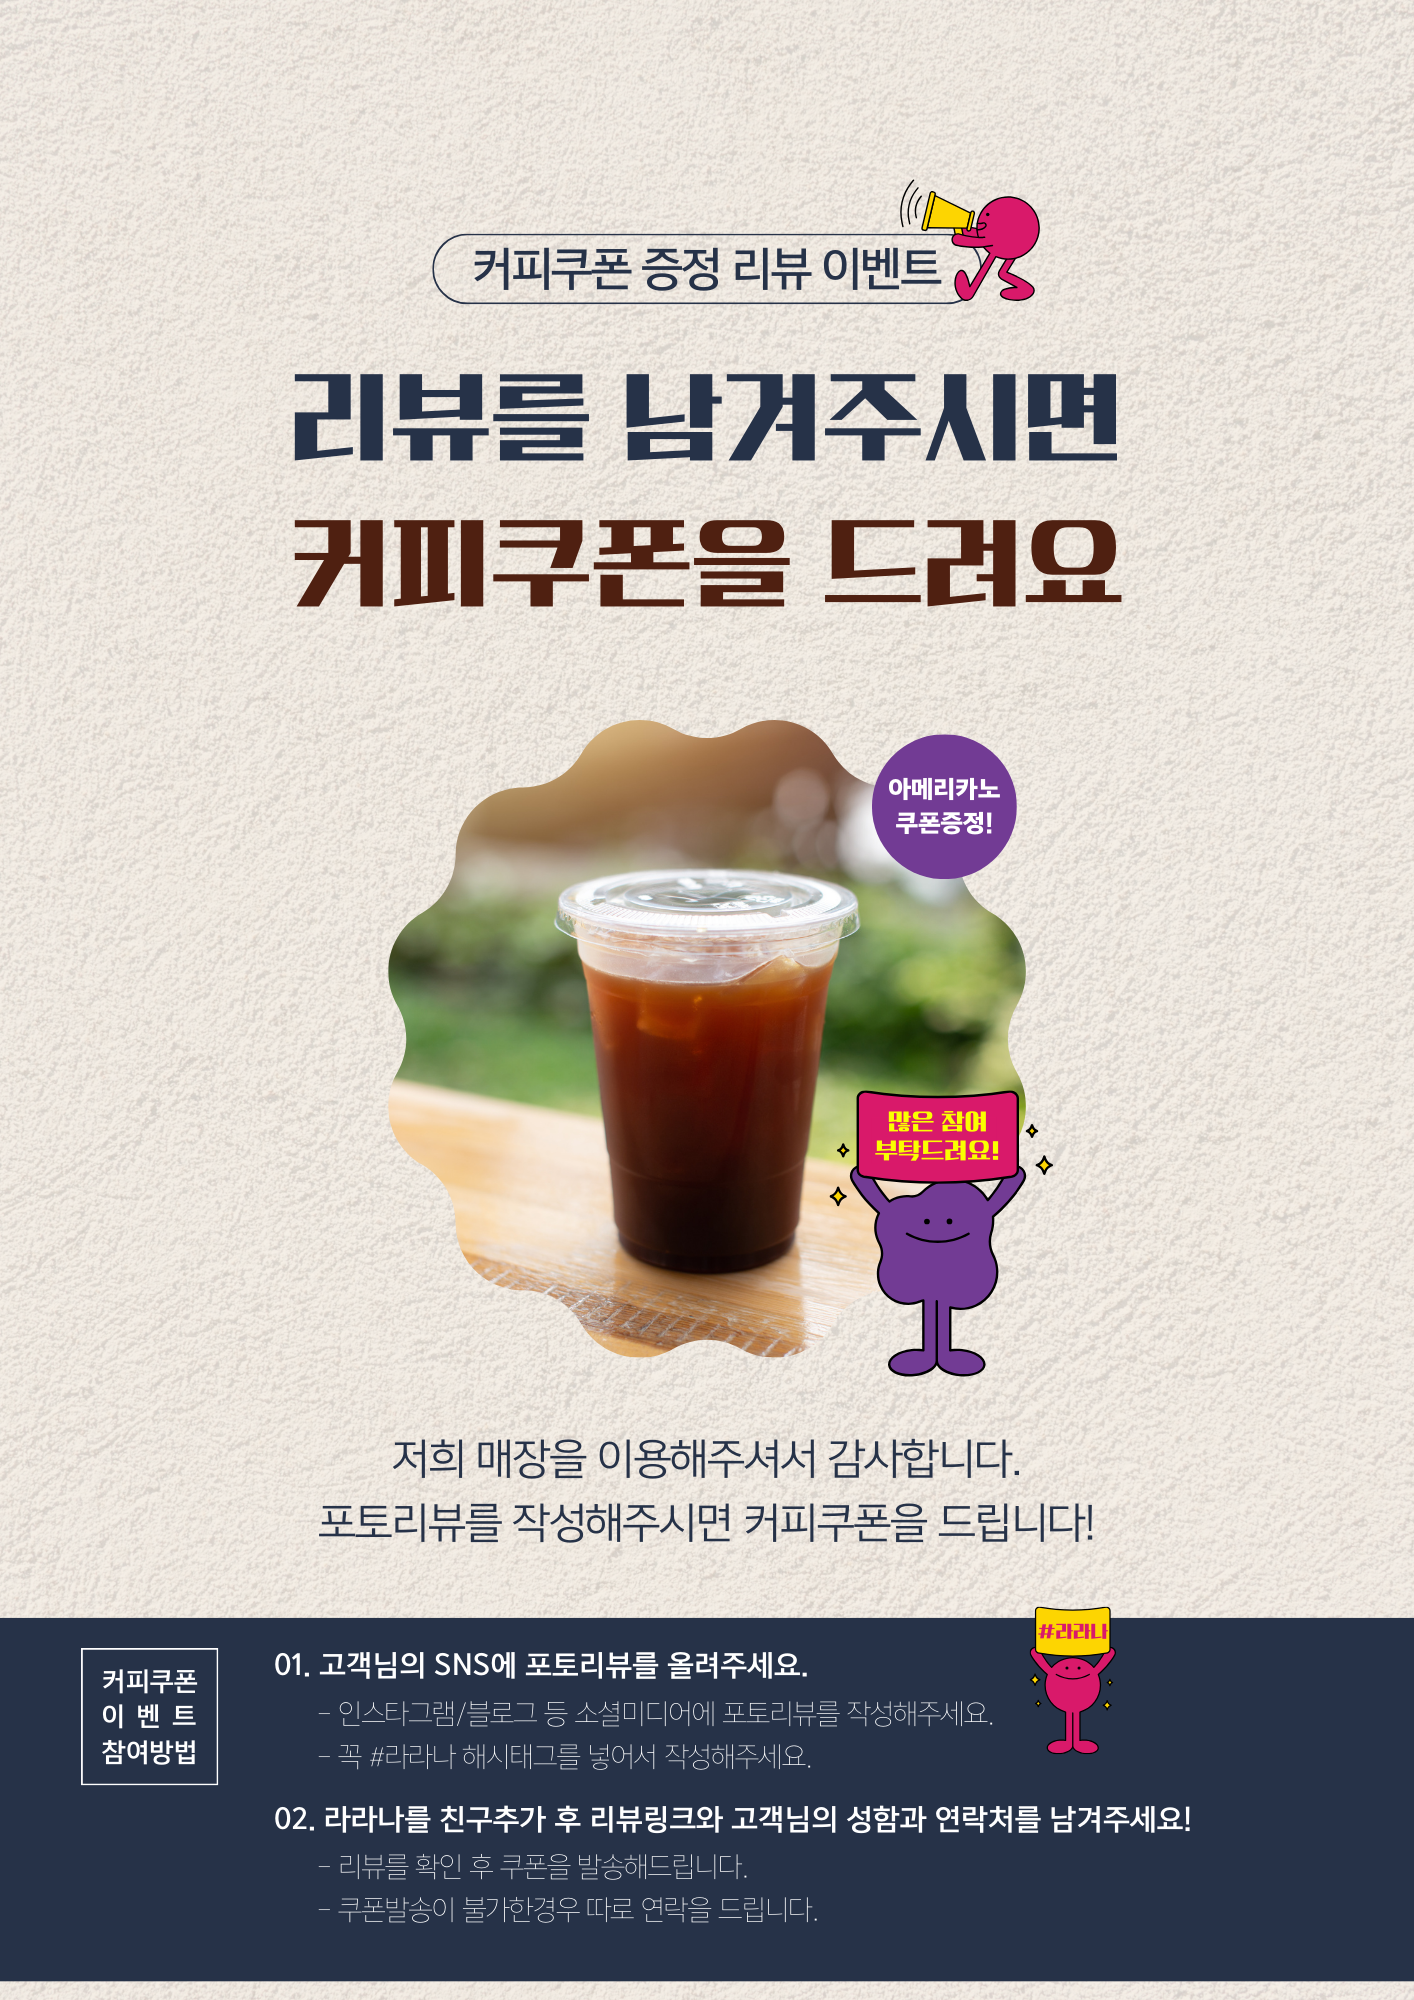 커피쿠폰 증정 리뷰 이벤트
리뷰를 남겨주시면
커피쿠폰을 드려요
아메리카노
쿠폰증정!
많은 참여
부탁드려요!
저희 매장을 이용해주셔서 감사합니다.
포토리뷰를 작성해주시면 커피쿠폰을 드립니다!
#라라나
커피쿠폰
이 벤 트
참여방법
01. 고객님의 SNS에 포토리뷰를 올려주세요.
- 인스타그램/블로그 등 소셜미디어에 포토리뷰를 작성해주세요.
- 꼭 #라라나 해시태그를 넣어서 작성해주세요.
02. 라라나를 친구추가 후 리뷰링크와 고객님의 성함과 연락처를 남겨주세요!
- 리뷰를 확인 후 쿠폰을 발송해드립니다.
- 쿠폰발송이 불가한경우 따로 연락을 드립니다.